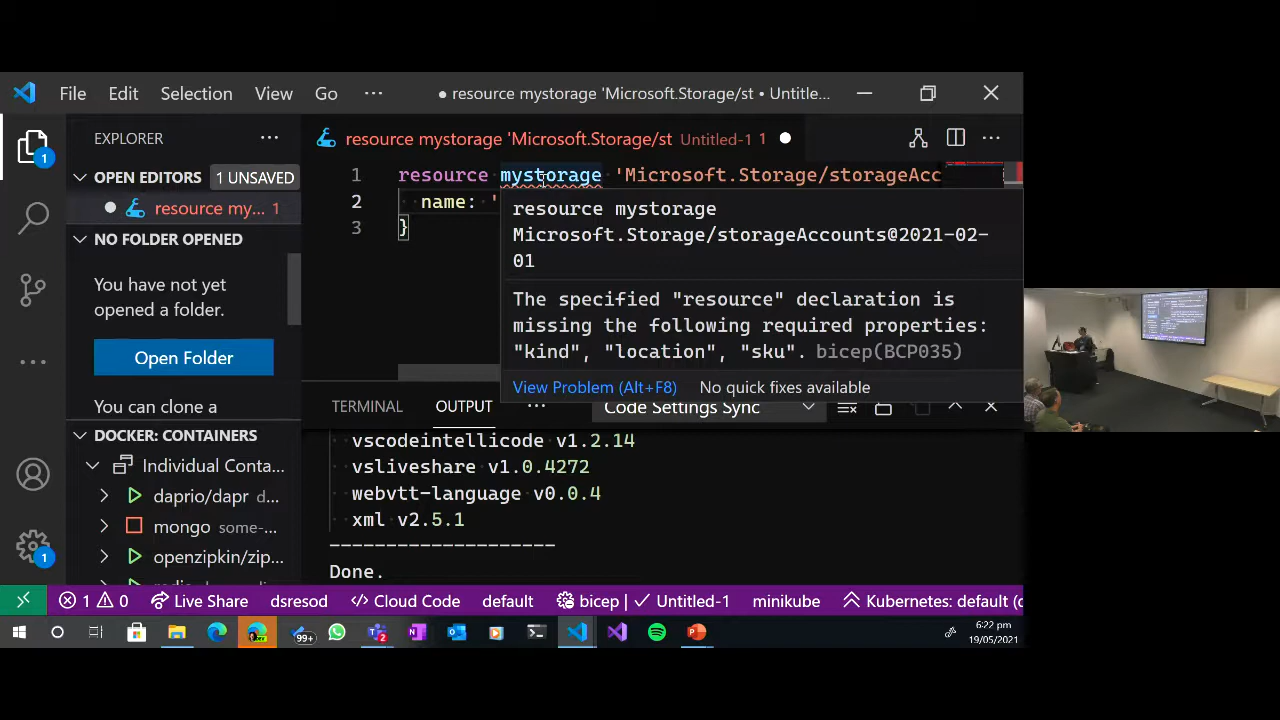 File Edit Selection View Go ··· ● resource mystorage 'Microsoft.Storage/st • Untitle...
EXPLORER ···
resource mystorage 'Microsoft.Storage/st Untitled-1 1 ●
OPEN EDITORS 1 UNSAVED
● resource my... 1
NO FOLDER OPENED
You have not yet
opened a folder.
Open Folder
You can clone a
DOCKER: CONTAINERS
Individual Conta...
daprio/dapr d...
mongo some-...
openzipkin/zip...
1 resource mystorage 'Microsoft.Storage/storageAcc
2 name: '
3 }
resource mystorage
Microsoft.Storage/storageAccounts@2021-02-
01
The specified "resource" declaration is
missing the following required properties:
"kind", "location", "sku". bicep(BCP035)
View Problem (Alt+F8) No quick fixes available
TERMINAL OUTPUT ··· Code Settings Sync
vscodeintellicode v1.2.14
vsliveshare v1.0.4272
webvtt-language v0.0.4
xml v2.5.1
--------------------
Done.
1
1
1 0 Live Share dsresod Cloud Code default bicep | ✓ Untitled-1 minikube Kubernetes: default (c
99+
2
6:22 pm
19/05/2021